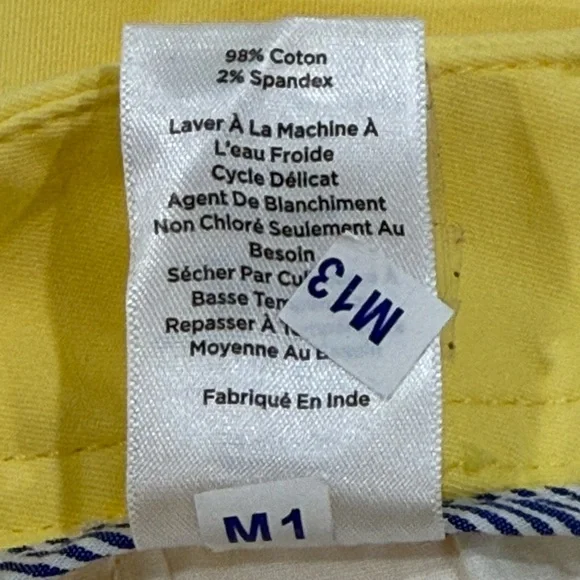 98% Coton
2% Spandex
Laver À La Machine À
L'eau Froide
Cycle Délicat
Agent De Blanchiment
Non Chloré Seulement Au
Besoin
Sécher Par
Basse
Repasser À
Moyenne Au
Fabriqué En Inde
M13
M1